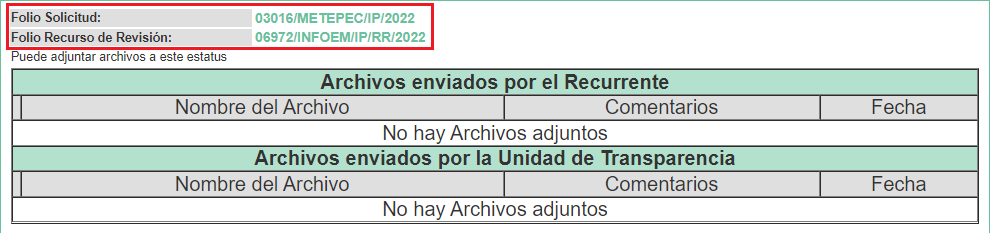 Folio Solicitud: 03016/METEPEC/IP/2022
Folio Recurso de Revisión: 06972/INFOEM/IP/RR/2022
Puede adjuntar archivos a este estatus
Archivos enviados por el Recurrente
Nombre del Archivo Comentarios Fecha
No hay Archivos adjuntos
Archivos enviados por la Unidad de Transparencia
Nombre del Archivo Comentarios Fecha
No hay Archivos adjuntos